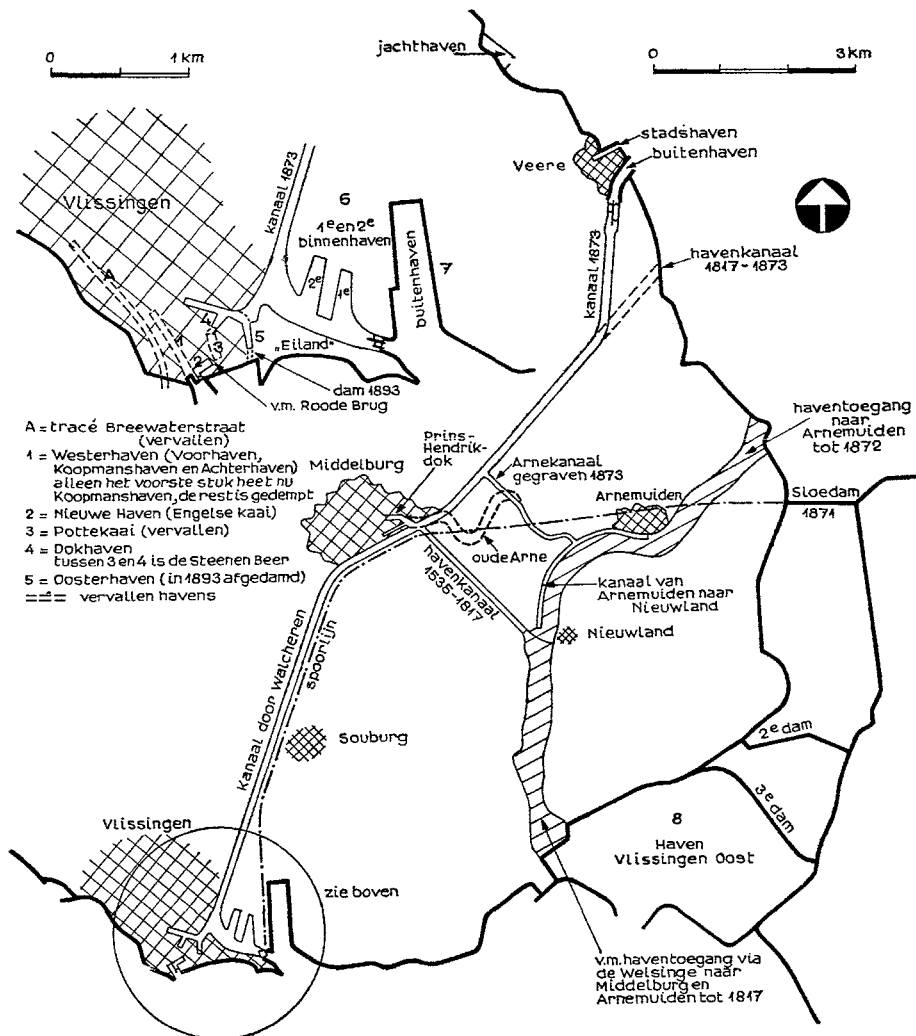 0 1 km
0 3 km
jachthaven
stadshaven
buitenhaven
Veere
Vlissingen
kanaal 1873
6
1e en 2e
binnenhaven
2e
1e
buitenhaven
7
kanaal 1873
havenkanaal
1817-1873
A
1
2
3
4
5
„Eiland"
dam 1893
v.m. Roode Brug
A = tracé Breewaterstraat
(vervallen)
1 = Westerhaven (Voorhaven,
Koopmanshaven en Achterhaven)
alleen het voorste stuk heet nu
Koopmanshaven, de rest is gedempt
2 = Nieuwe Haven (Engelse kaai)
3 = Pottekaai (vervallen)
4 = Dokhaven
tussen 3 en 4 is de Steenen Beer
5 = Oosterhaven (in 1893 afgedamd)
=== vervallen havens
Prins-
Hendrik-
dok
Middelburg
Arnekanaal
gegraven 1873
Arnemuiden
haventoegang
naar
Arnemuiden
tot 1872
Sloedam
1871
oude Arne
havenkanaal
1535-1817
kanaal van
Arnemuiden naar
Nieuwland
Nieuwland
kanaal door Walcheren
spoorlijn
Souburg
2e dam
3e dam
8
Haven
Vlissingen Oost
Vlissingen
zie boven
v.m. haventoegang via
de Welsinge naar
Middelburg en
Arnemuiden tot 1817